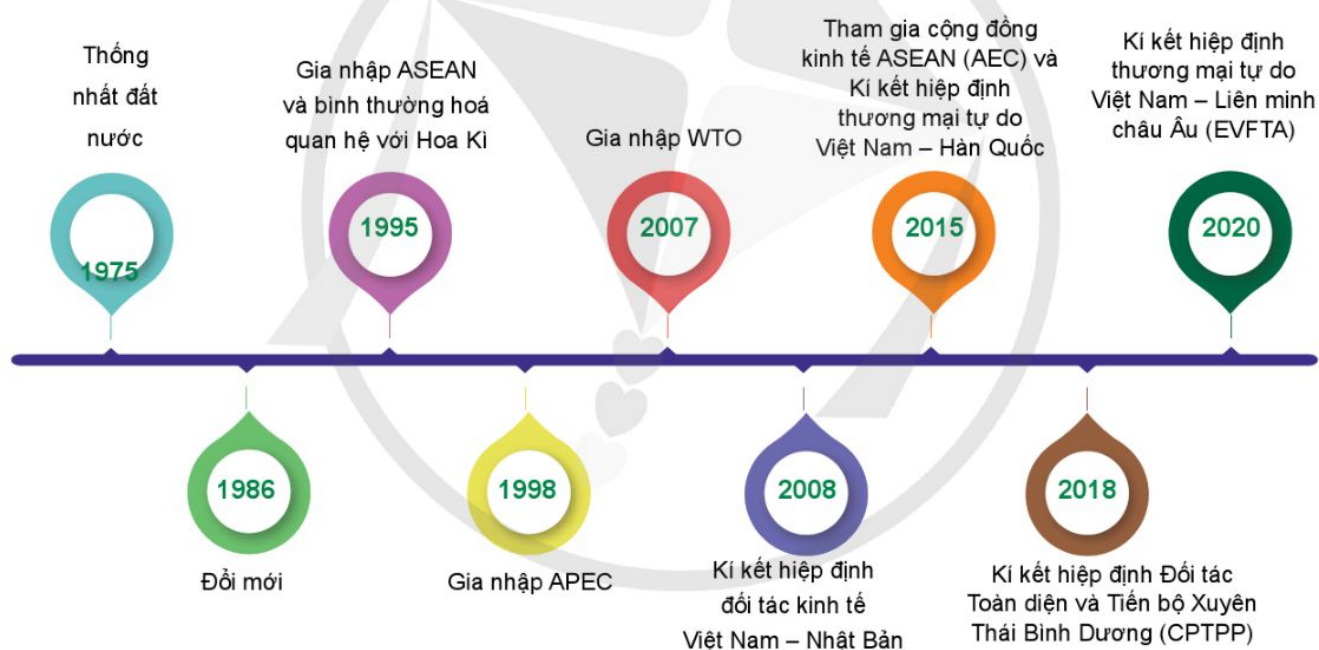 Thống
nhất đất
nước
1975
Đổi mới
1986
Gia nhập ASEAN
và bình thường hoá
quan hệ với Hoa Kì
1995
1998
Gia nhập APEC
Gia nhập WTO
2007
2008
Kí kết hiệp định
đối tác kinh tế
Việt Nam – Nhật Bản
Tham gia cộng đồng
kinh tế ASEAN (AEC) và
Kí kết hiệp định
thương mại tự do
Việt Nam – Hàn Quốc
2015
2018
Kí kết hiệp định Đối tác
Toàn diện và Tiến bộ Xuyên
Thái Bình Dương (CPTPP)
Kí kết hiệp định
thương mại tự do
Việt Nam – Liên minh
châu Âu (EVFTA)
2020